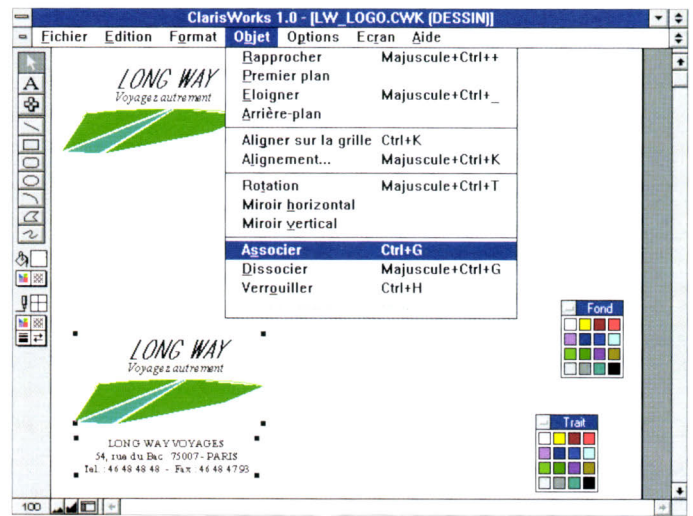 ClarisWorks 1.0 - [LW_LOGO.CWK (DESSIN)]
Fichier Edition Format Objet Options Ecran Aide
Rapprocher Majuscule+Ctrl++
Premier plan
Eloigner Majuscule+Ctrl+_
Arrière-plan
Aligner sur la grille Ctrl+K
Alignement... Majuscule+Ctrl+K
Rotation Majuscule+Ctrl+T
Miroir horizontal
Miroir vertical
Associer Ctrl+G
Dissocier Majuscule+Ctrl+G
Verrouiller Ctrl+H
A
LONG WAY
Voyagez autrement
Fond
LONG WAY
Voyagez autrement
LONG WAY VOYAGES
54, rue du Bac 75007 - PARIS
Tel : 46 48 48 48 - Fax : 46 48 47 93
Trait
100